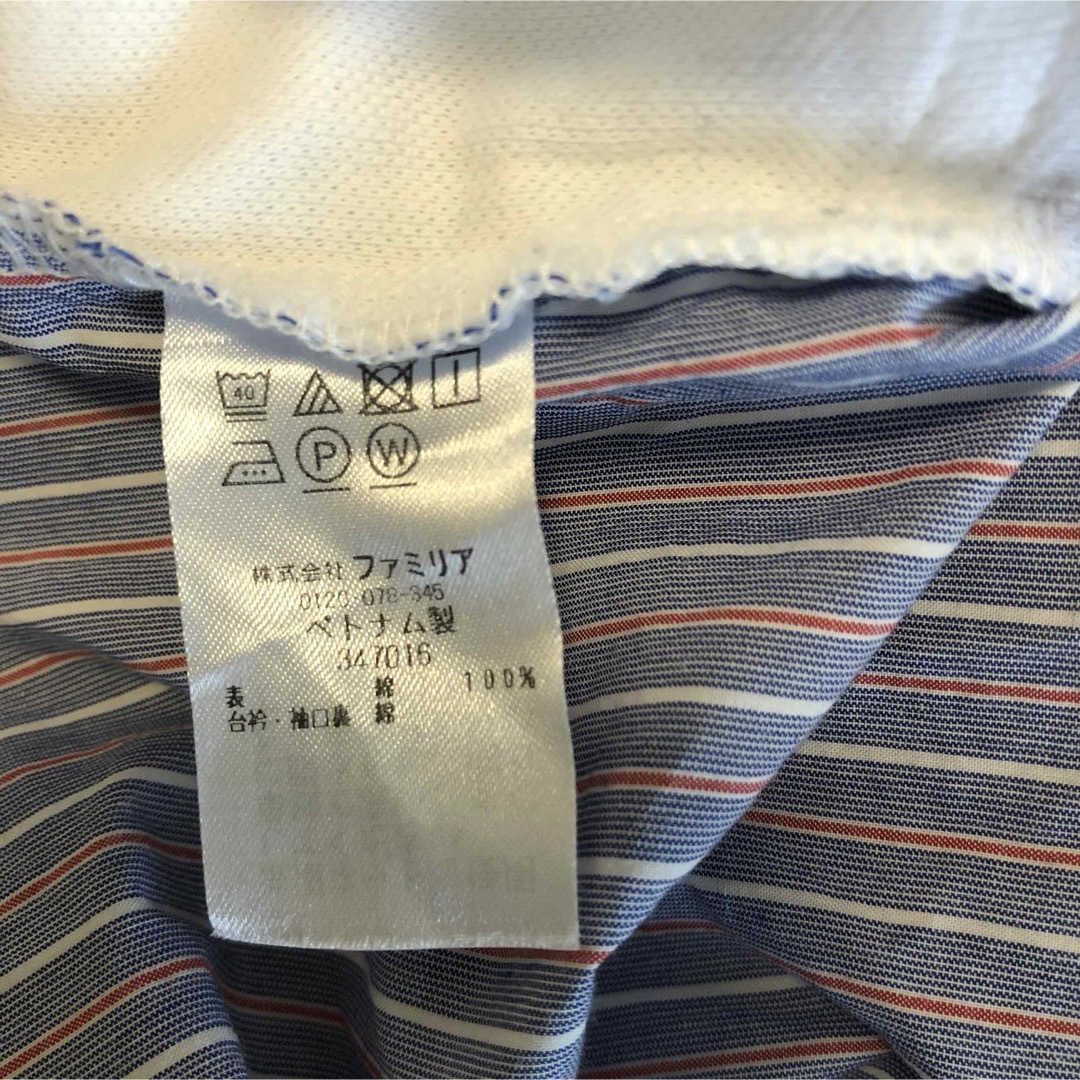 40
P W
株式会社 ファミリア
0120-078-345
ベトナム製
347016
表 綿 100%
台衿・袖口裏 綿